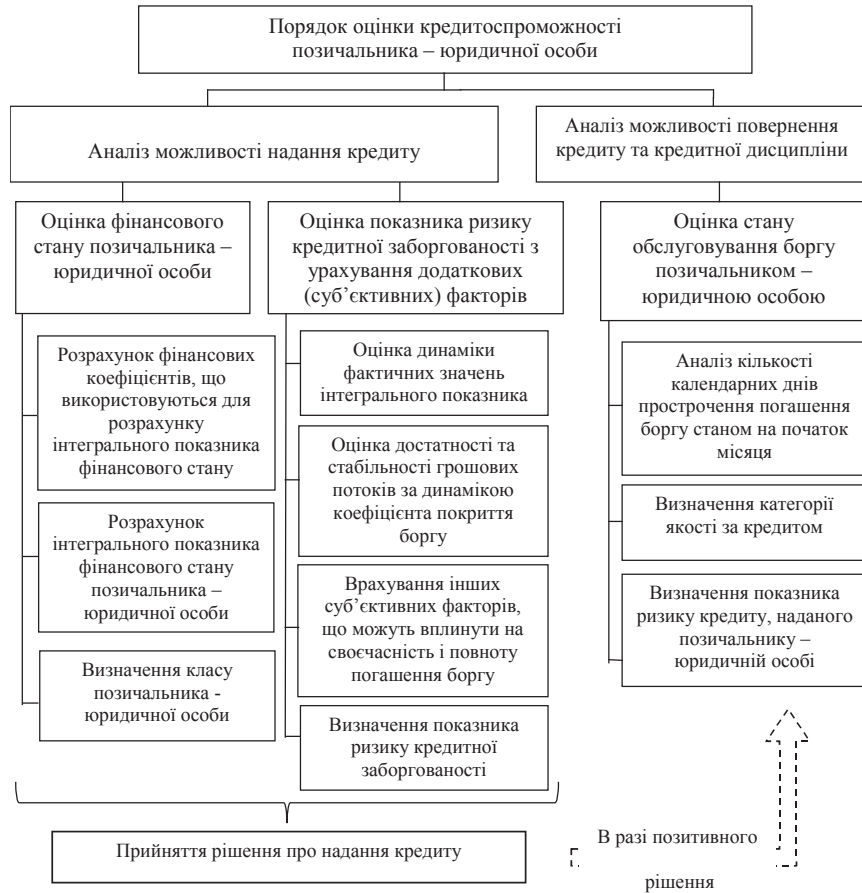 Порядок оцінки кредитоспроможності
позичальника – юридичної особи
Аналіз можливості надання кредиту
Аналіз можливості повернення
кредиту та кредитної дисципліни
Оцінка фінансового
стану позичальника –
юридичної особи
Розрахунок фінансових
коефіцієнтів, що
використовуються для
розрахунку
інтегрального показника
фінансового стану
Розрахунок
інтегрального показника
фінансового стану
позичальника –
юридичної особи
Визначення класу
позичальника -
юридичної особи
Оцінка показника ризику
кредитної заборгованості з
урахування додаткових
(суб’єктивних) факторів
Оцінка динаміки
фактичних значень
інтегрального показника
Оцінка достатності та
стабільності грошових
потоків за динамікою
коефіцієнта покриття
боргу
Врахування інших
суб’єктивних факторів,
що можуть вплинути на
своєчасність і повноту
погашення боргу
Визначення показника
ризику кредитної
заборгованості
Оцінка стану
обслуговування боргу
позичальником –
юридичною особою
Аналіз кількості
календарних днів
прострочення погашення
боргу станом на початок
місяця
Визначення категорії
якості за кредитом
Визначення показника
ризику кредиту, наданого
позичальнику –
юридичній особі
Прийняття рішення про надання кредиту
В разі позитивного
рішення